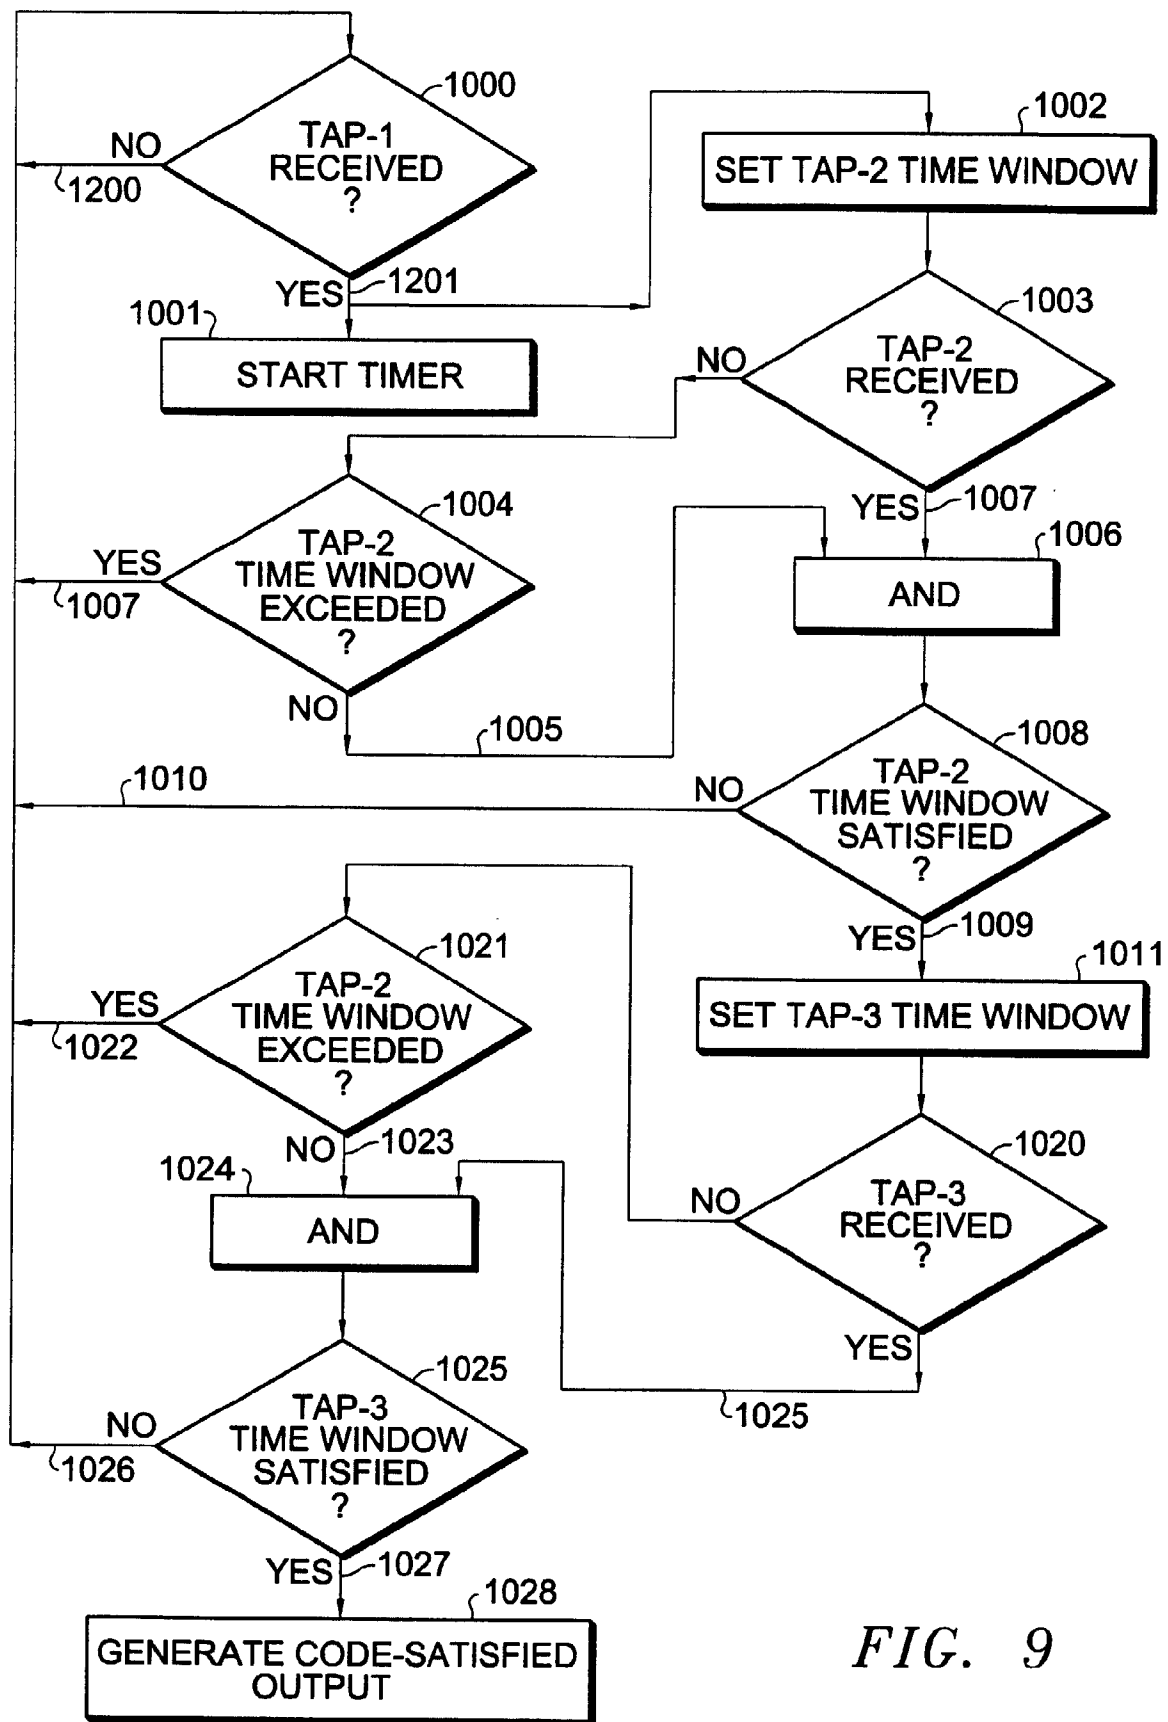 1000
TAP-1
RECEIVED
?
NO
1200
YES
1201
1001
START TIMER
1002
SET TAP-2 TIME WINDOW
1003
TAP-2
RECEIVED
?
NO
YES
1007
1004
TAP-2
TIME WINDOW
EXCEEDED
?
YES
1007
NO
1005
1006
AND
1008
TAP-2
TIME WINDOW
SATISFIED
?
NO
1010
YES
1009
1011
SET TAP-3 TIME WINDOW
1020
TAP-3
RECEIVED
?
NO
YES
1025
1021
TAP-2
TIME WINDOW
EXCEEDED
?
YES
1022
NO
1023
1024
AND
1025
TAP-3
TIME WINDOW
SATISFIED
?
NO
1026
YES
1027
1028
GENERATE CODE-SATISFIED
OUTPUT
FIG. 9